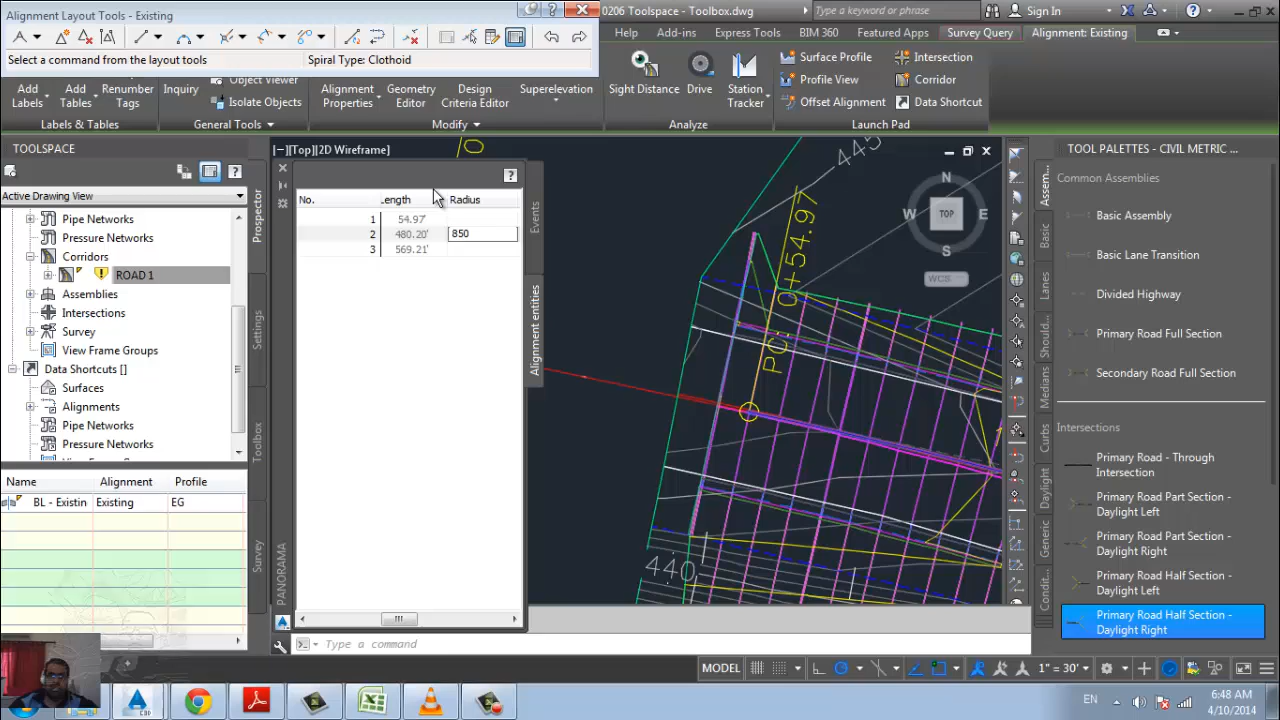 Alignment Layout Tools - Existing
Select a command from the layout tools
Spiral Type: Clothoid
0206 Toolspace - Toolbox.dwg
Type a keyword or phrase
Sign In
Help
Add-ins
Express Tools
BIM 360
Featured Apps
Survey Query
Alignment: Existing
Add Labels
Add Tables
Renumber Tags
Labels & Tables
Inquiry
Object Viewer
Isolate Objects
General Tools
Alignment Properties
Geometry Editor
Design Criteria Editor
Superelevation
Modify
Sight Distance
Drive
Station Tracker
Analyze
Surface Profile
Profile View
Offset Alignment
Intersection
Corridor
Data Shortcut
Launch Pad
TOOLSPACE
Active Drawing View
Pipe Networks
Pressure Networks
Corridors
ROAD 1
Assemblies
Intersections
Survey
View Frame Groups
Data Shortcuts []
Surfaces
Alignments
Pipe Networks
Pressure Networks
Name Alignment Profile
BL - Existin Existing EG
Prospector
Settings
Toolbox
Survey
[−][Top][2D Wireframe]
No. Length Radius
1 54.97'
2 480.20' 850
3 569.21'
Events
Alignment entities
PANORAMA
445
0+54.97
440
N
W TOP E
S
WCS
Type a command
TOOL PALETTES - CIVIL METRIC ...
Common Assemblies
Basic Assembly
Basic Lane Transition
Divided Highway
Primary Road Full Section
Secondary Road Full Section
Intersections
Primary Road - Through
Intersection
Primary Road Part Section -
Daylight Left
Primary Road Part Section -
Daylight Right
Primary Road Half Section -
Daylight Left
Primary Road Half Section -
Daylight Right
Assem...
Basic
Lanes
Should...
Medians
Curbs
Daylight
Generic
Condit...
MODEL
1" = 30'
EN
6:48 AM
4/10/2014